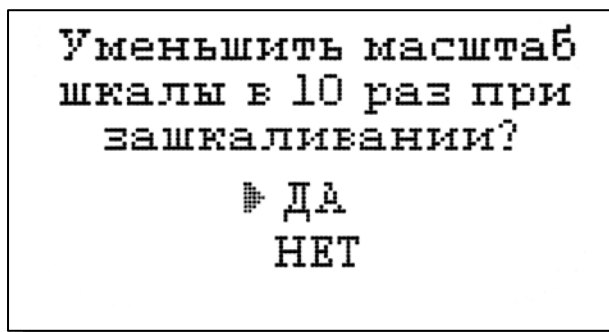 Уменьшить масштаб
шкалы в 10 раз при
зашкаливании?
ДА
НЕТ